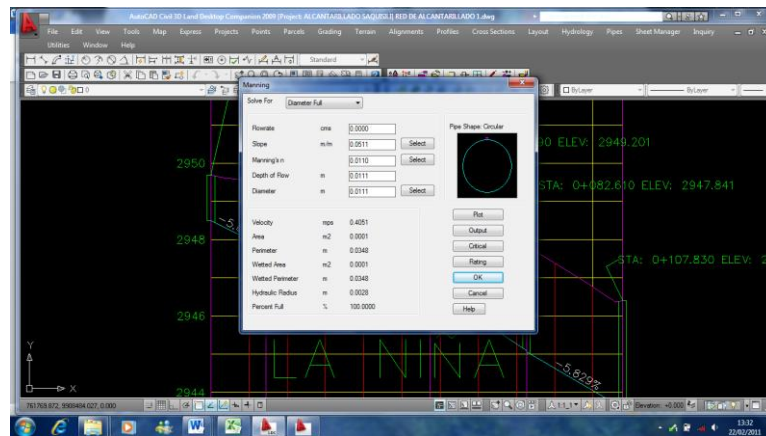 AutoCAD Civil 3D Land Desktop Companion 2009 [Project: ALCANTARILLADO SAQUISILI] RED DE ALCANTARILLADO 1.dwg
File Edit View Tools Map Express Projects Points Parcels Grading Terrain Alignments Profiles Cross Sections Layout Hydrology Pipes Sheet Manager Inquiry
Utilities Window Help
Standard
ByLayer ByLayer
Manning
Solve For Diameter Full
Flowrate cms 0.0000
Slope m/m 0.0511 Select
Manning's n 0.0110 Select
Depth of Flow m 0.0111
Diameter m 0.0111 Select
Pipe Shape: Circular
Velocity mps 0.4051
Area m2 0.0001
Perimeter m 0.0348
Wetted Area m2 0.0001
Wetted Perimeter m 0.0348
Hydraulic Radius m 0.0028
Percent Full % 100.0000
Plot
Output
Critical
Rating
OK
Cancel
Help
90 ELEV: 2949.201
2950
STA: 0+082.610 ELEV: 2947.841
-5.
2948
STA: 0+107.830 ELEV: 2
2946
LA NINA
-5.829%
2944
Y
X
761769.972, 9909484.027, 0.000
Elevation: +0.000
13:32
22/02/2011